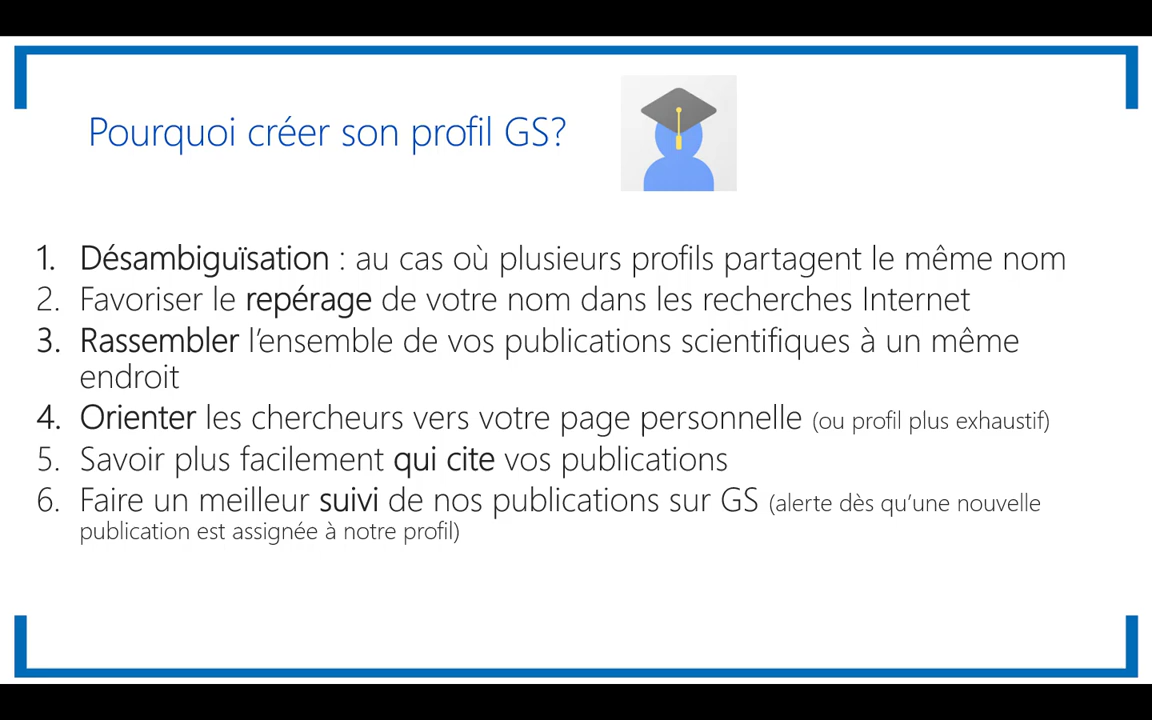 Pourquoi créer son profil GS?
1. Désambiguïsation : au cas où plusieurs profils partagent le même nom
2. Favoriser le repérage de votre nom dans les recherches Internet
3. Rassembler l’ensemble de vos publications scientifiques à un même
endroit
4. Orienter les chercheurs vers votre page personnelle (ou profil plus exhaustif)
5. Savoir plus facilement qui cite vos publications
6. Faire un meilleur suivi de nos publications sur GS (alerte dès qu’une nouvelle
publication est assignée à notre profil)